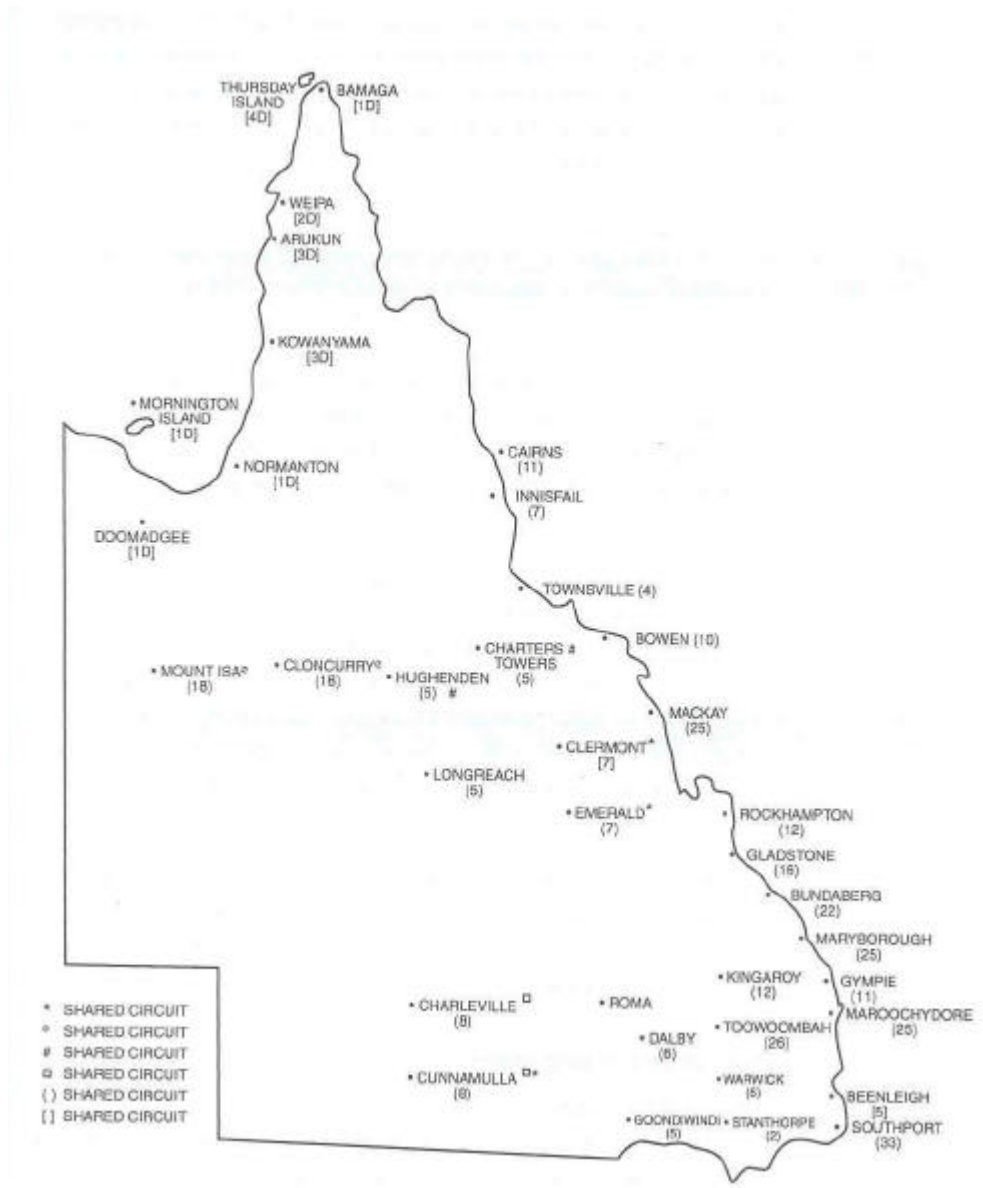 THURSDAY
ISLAND
[4D]
BAMAGA
[1D]
WEIPA
[2D]
ARUKUN
[3D]
KOWANYAMA
[3D]
MORNINGTON
ISLAND
[1D]
NORMANTON
[1D]
DOOMADGEE
[1D]
CAIRNS
(11)
INNISFAIL
(7)
TOWNSVILLE (4)
BOWEN (10)
CHARTERS #
TOWERS
(5)
MOUNT ISA
(18)
CLONCURRY
(16)
HUGHENDEN
(5) #
MACKAY
(25)
CLERMONT
[7]
LONGREACH
(5)
EMERALD
(7)
ROCKHAMPTON
(12)
GLADSTONE
(16)
BUNDABERG
(22)
MARYBOROUGH
(25)
KINGAROY
(12)
GYMPIE
(11)
CHARLEVILLE
(8)
ROMA
MAROOCHYDORE
(25)
TOOWOOMBAH
(26)
DALBY
(6)
CUNNAMULLA
(8)
WARWICK
BEENLEIGH
[5]
GOONDIWINDI
(5)
STANTHORPE
(2)
SOUTHPORT
(33)
* SHARED CIRCUIT
° SHARED CIRCUIT
# SHARED CIRCUIT
□ SHARED CIRCUIT
( ) SHARED CIRCUIT
[ ] SHARED CIRCUIT